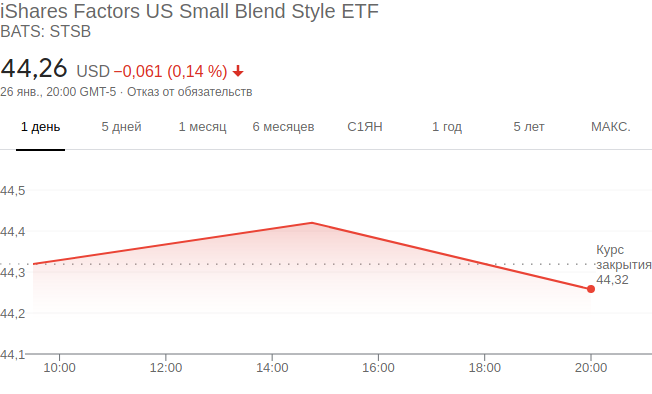 iShares Factors US Small Blend Style ETF
BATS: STSB
44,26 USD −0,061 (0,14 %)
26 янв., 20:00 GMT-5 · Отказ от обязательств
1 день 5 дней 1 месяц 6 месяцев С1ЯН 1 год 5 лет МАКС.
44,5
44,4
Курс
закрытия
44,3
44,32
44,2
44,1
10:00 12:00 14:00 16:00 18:00 20:00